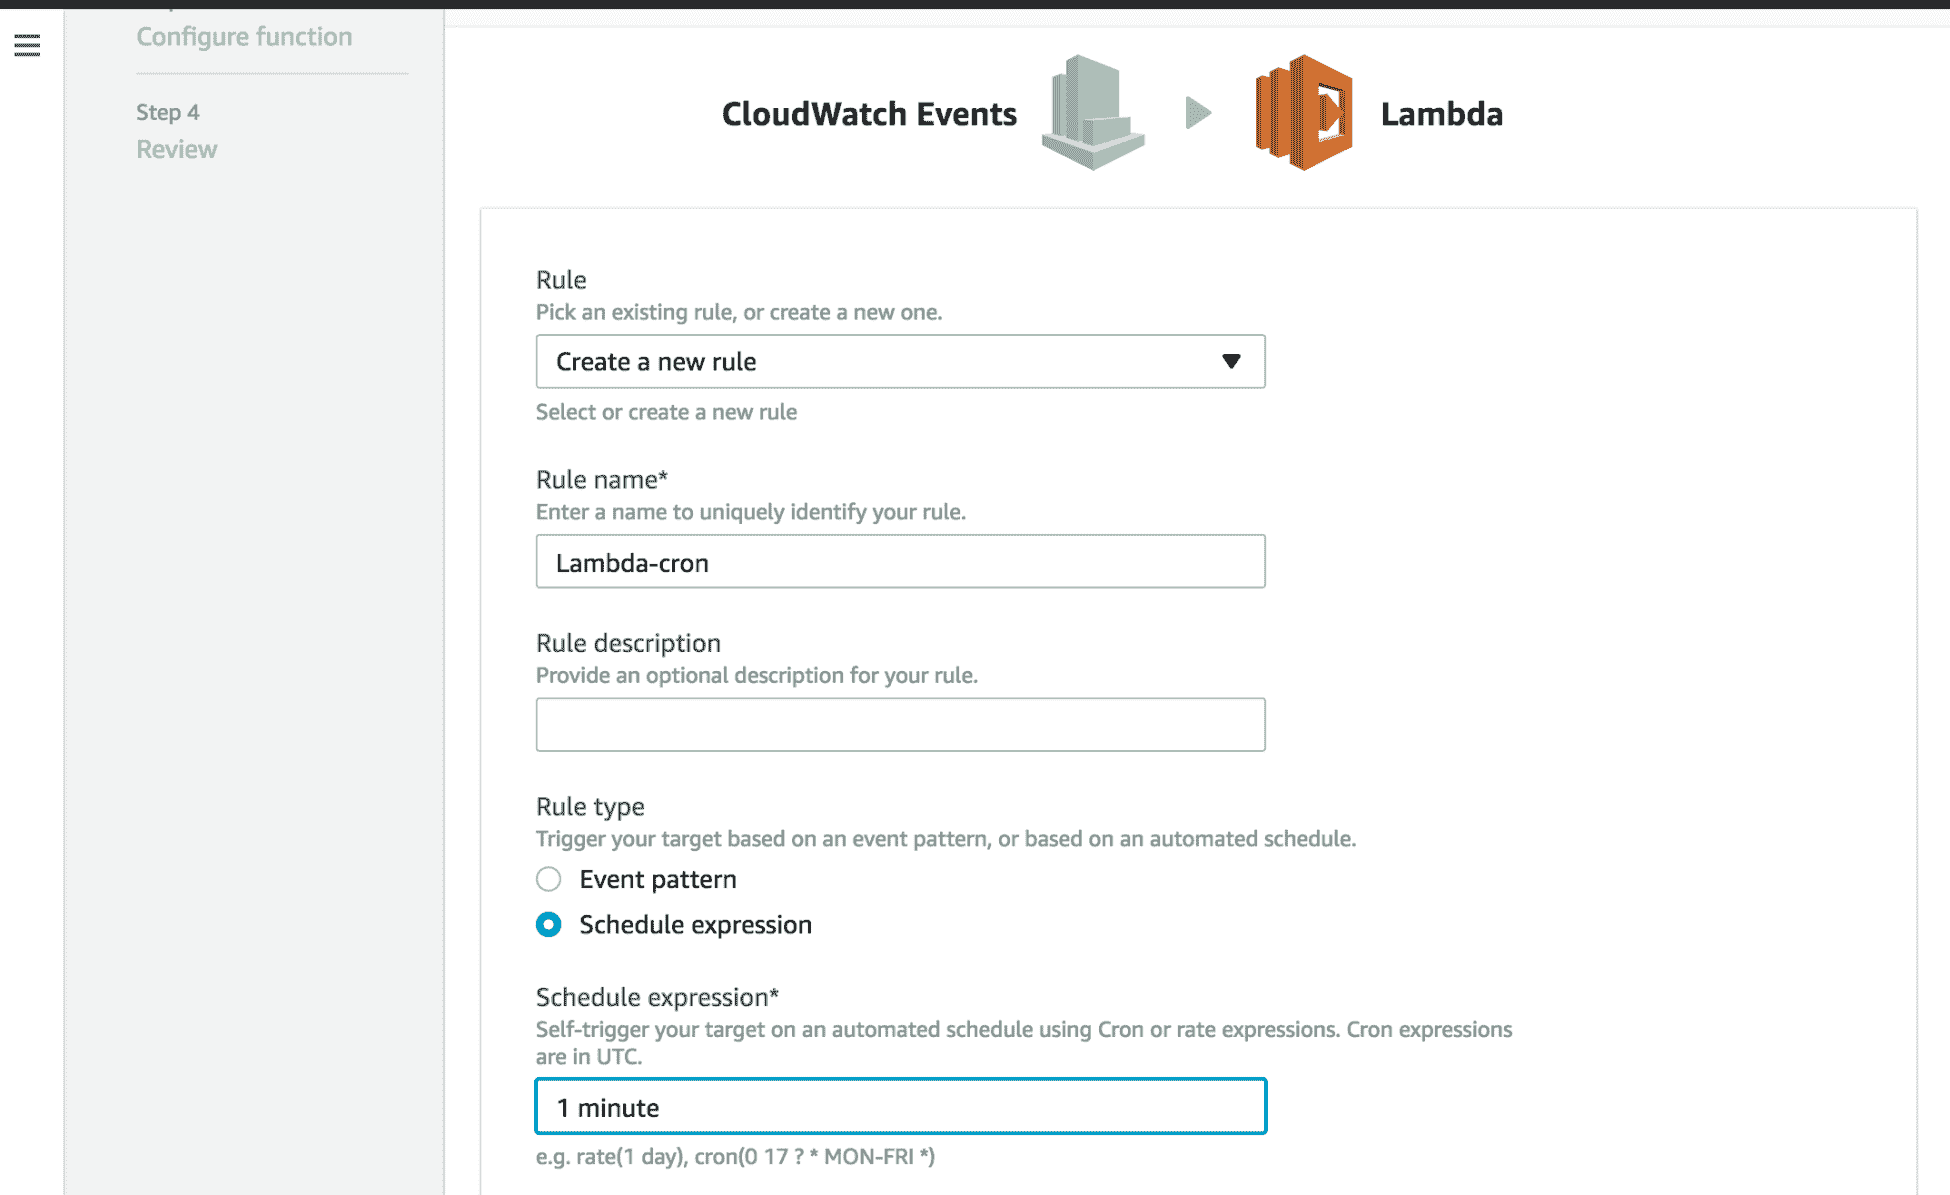 Configure function
Step 4
Review
CloudWatch Events
Lambda
Rule
Pick an existing rule, or create a new one.
Create a new rule
Select or create a new rule
Rule name*
Enter a name to uniquely identify your rule.
Lambda-cron
Rule description
Provide an optional description for your rule.
Rule type
Trigger your target based on an event pattern, or based on an automated schedule.
Event pattern
Schedule expression
Schedule expression*
Self-trigger your target on an automated schedule using Cron or rate expressions. Cron expressions
are in UTC.
1 minute
e.g. rate(1 day), cron(0 17 ? * MON-FRI *)